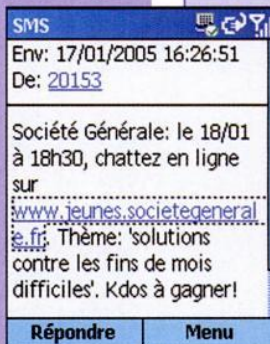 SMS
Env: 17/01/2005 16:26:51
De: 20153
Société Générale: le 18/01
à 18h30, chattez en ligne
sur
www.jeunes.societegeneral
e.fr. Thème: 'solutions
contre les fins de mois
difficiles'. Kdos à gagner!
Répondre Menu